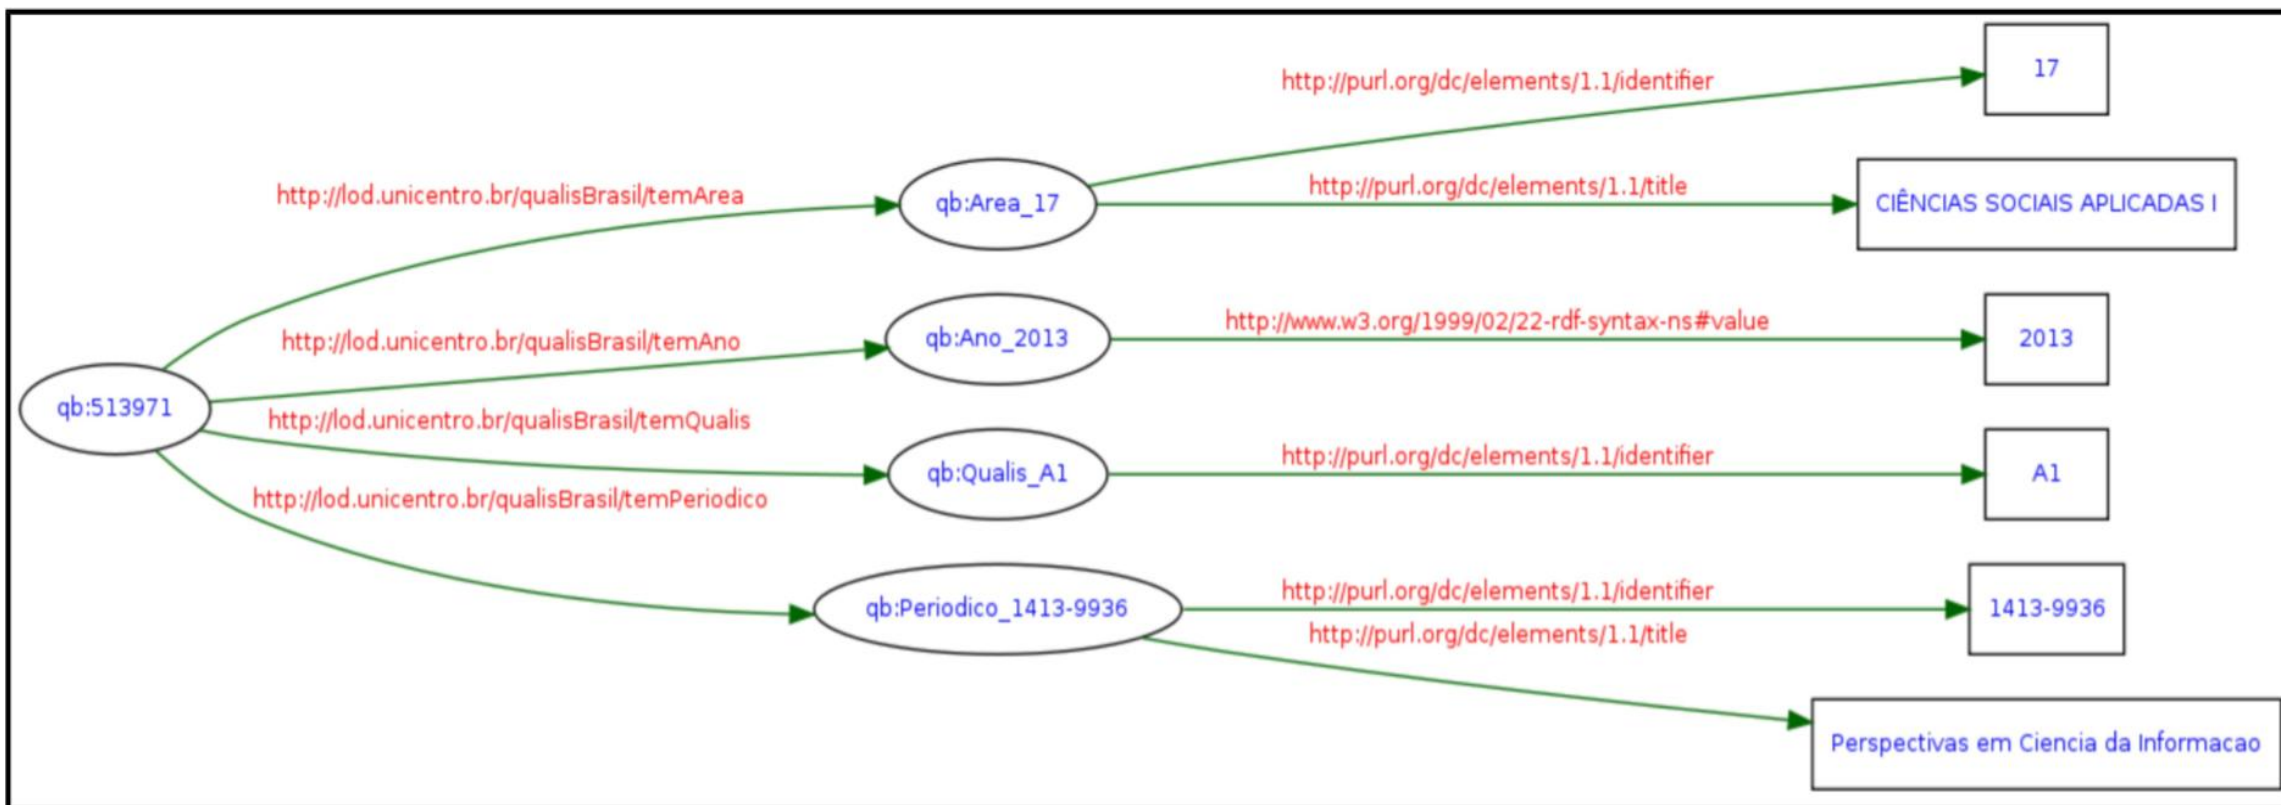 http://purl.org/dc/elements/1.1/identifier
17
http://lod.unicentro.br/qualisBrasil/temArea
qb:Area_17
http://purl.org/dc/elements/1.1/title
CIÊNCIAS SOCIAIS APLICADAS I
http://lod.unicentro.br/qualisBrasil/temAno
qb:Ano_2013
http://www.w3.org/1999/02/22-rdf-syntax-ns#value
2013
qb:513971
http://lod.unicentro.br/qualisBrasil/temQualis
qb:Qualis_A1
http://purl.org/dc/elements/1.1/identifier
A1
http://lod.unicentro.br/qualisBrasil/temPeriodico
qb:Periodico_1413-9936
http://purl.org/dc/elements/1.1/identifier
1413-9936
http://purl.org/dc/elements/1.1/title
Perspectivas em Ciencia da Informacao